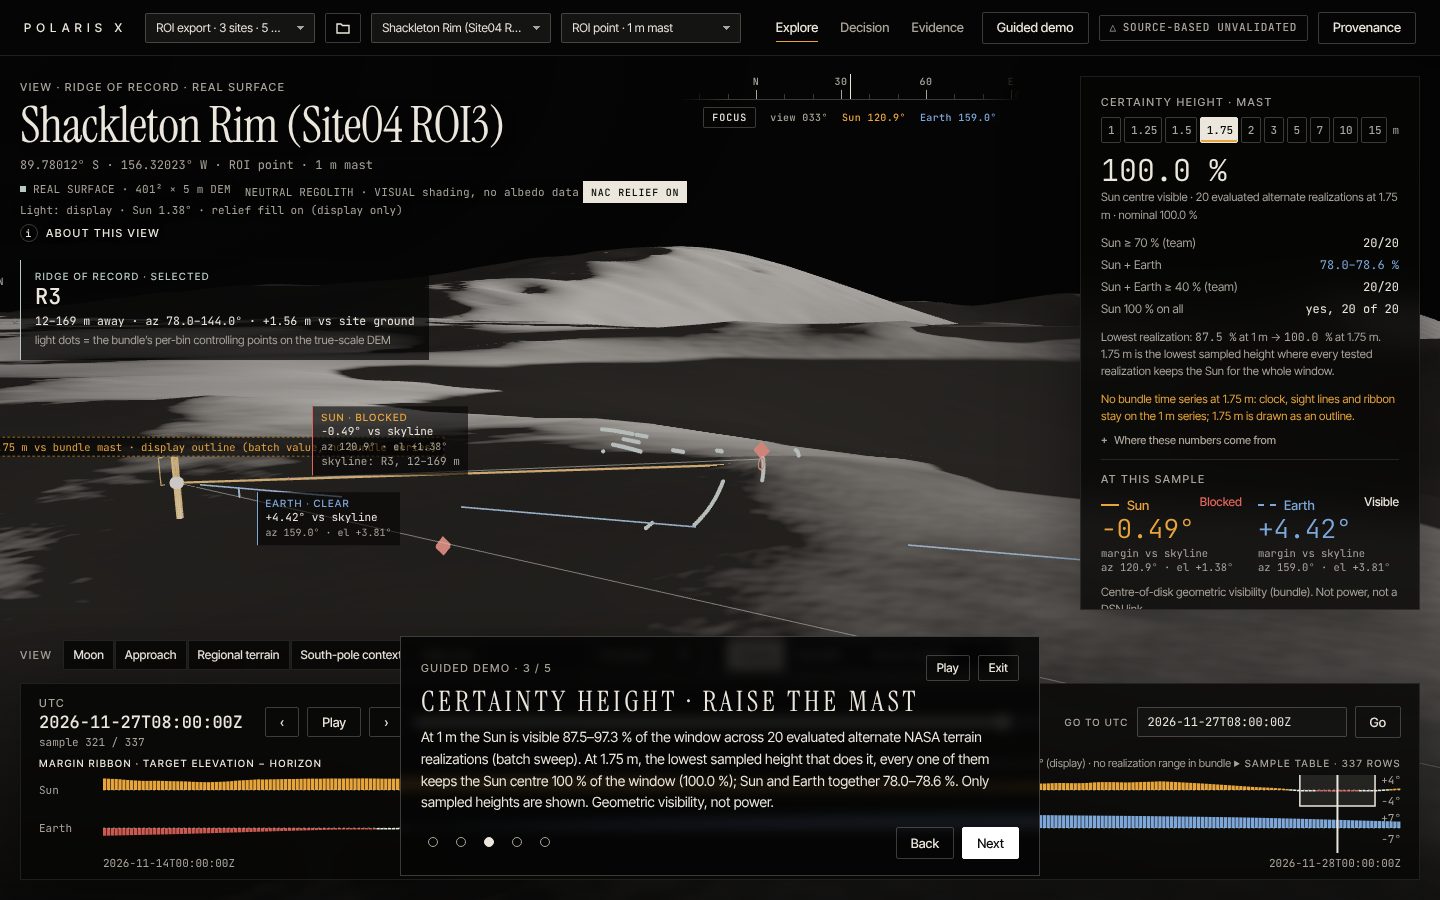 POLARIS X
ROI export · 3 sites · 5 ...
Shackleton Rim (Site04 R...
ROI point · 1 m mast
Explore
Decision
Evidence
Guided demo
△ SOURCE-BASED UNVALIDATED
Provenance
VIEW · RIDGE OF RECORD · REAL SURFACE
Shackleton Rim (Site04 ROI3)
89.78012° S · 156.32023° W · ROI point · 1 m mast
REAL SURFACE · 401² × 5 m DEM
NEUTRAL REGOLITH · VISUAL shading, no albedo data
NAC RELIEF ON
Light: display · Sun 1.38° · relief fill on (display only)
i ABOUT THIS VIEW
N
30
60
E
FOCUS
view 033°
Sun 120.9°
Earth 159.0°
RIDGE OF RECORD · SELECTED
R3
12–169 m away · az 78.0–144.0° · +1.56 m vs site ground
light dots = the bundle's per-bin controlling points on the true-scale DEM
N
SUN · BLOCKED
-0.49° vs skyline
az 120.9° · el +1.38°
skyline: R3, 12–169 m
.75 m vs bundle mast · display outline (batch value,
EARTH · CLEAR
+4.42° vs skyline
az 159.0° · el +3.81°
CERTAINTY HEIGHT · MAST
1 1.25 1.5 1.75 2 3 5 7 10 15 m
100.0 %
Sun centre visible · 20 evaluated alternate realizations at 1.75
m · nominal 100.0 %
Sun ≥ 70 % (team) 20/20
Sun + Earth 78.0–78.6 %
Sun + Earth ≥ 40 % (team) 20/20
Sun 100 % on all yes, 20 of 20
Lowest realization: 87.5 % at 1 m → 100.0 % at 1.75 m.
1.75 m is the lowest sampled height where every tested
realization keeps the Sun for the whole window.
No bundle time series at 1.75 m: clock, sight lines and ribbon
stay on the 1 m series; 1.75 m is drawn as an outline.
+ Where these numbers come from
AT THIS SAMPLE
Sun Blocked
-0.49°
margin vs skyline
az 120.9° · el +1.38°
Earth Visible
+4.42°
margin vs skyline
az 159.0° · el +3.81°
Centre-of-disk geometric visibility (bundle). Not power, not a
DSN link.
VIEW
Moon
Approach
Regional terrain
South-pole context
UTC
2026-11-27T08:00:00Z
sample 321 / 337
‹
Play
›
GO TO UTC
2026-11-27T08:00:00Z
Go
MARGIN RIBBON · TARGET ELEVATION − HORIZON
° (display) · no realization range in bundle
▸ SAMPLE TABLE · 337 ROWS
Sun
+4°
-4°
Earth
+7°
-7°
2026-11-14T00:00:00Z
2026-11-28T00:00:00Z
GUIDED DEMO · 3 / 5
Play
Exit
CERTAINTY HEIGHT · RAISE THE MAST
At 1 m the Sun is visible 87.5–97.3 % of the window across 20 evaluated alternate NASA terrain
realizations (batch sweep). At 1.75 m, the lowest sampled height that does it, every one of them
keeps the Sun centre 100 % of the window (100.0 %); Sun and Earth together 78.0–78.6 %. Only
sampled heights are shown. Geometric visibility, not power.
Back
Next